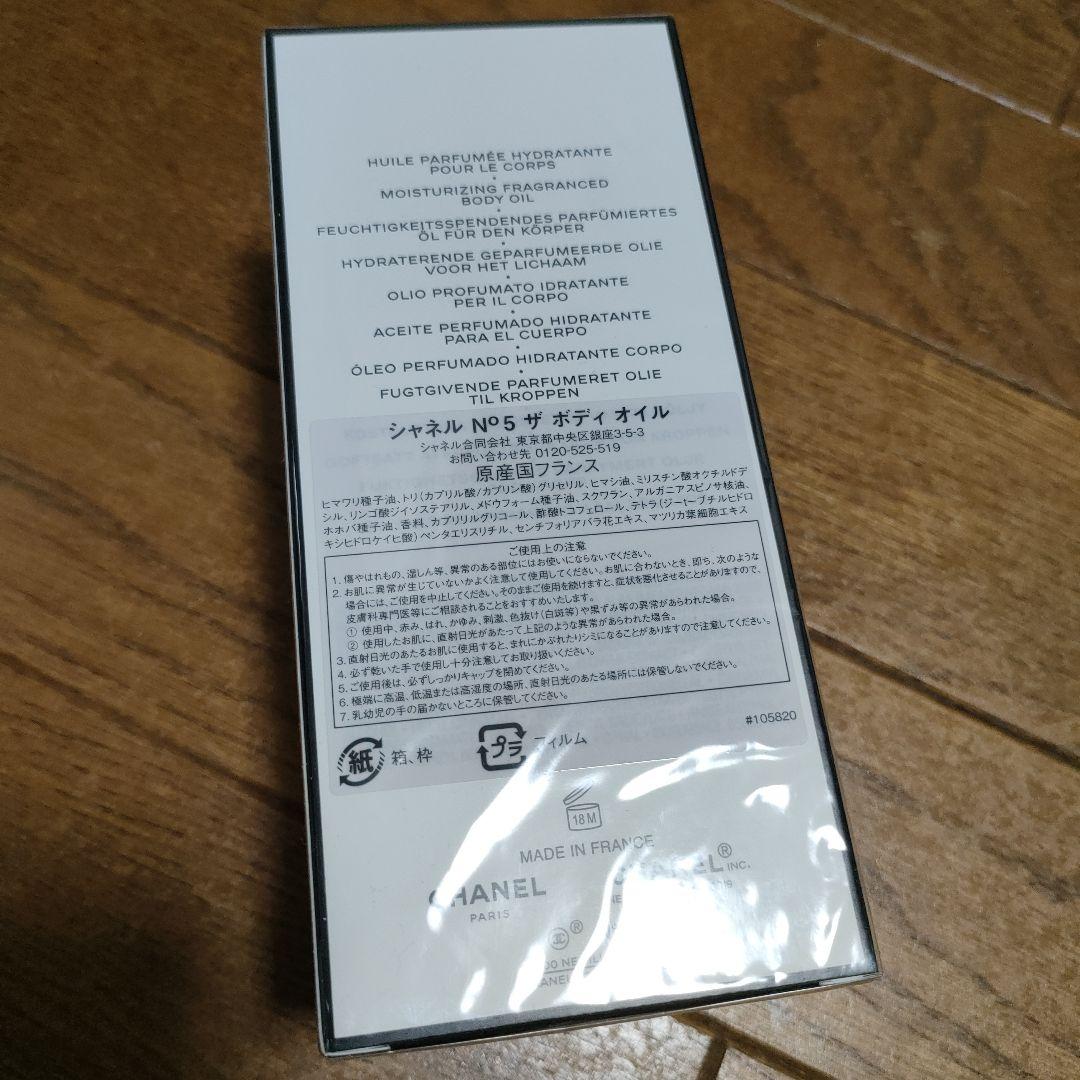 HUILE PARFUMÉE HYDRATANTE
POUR LE CORPS
•
MOISTURIZING FRAGRANCED
BODY OIL
•
FEUCHTIGKEITSSPENDENDES PARFÜMIERTES
ÖL FÜR DEN KÖRPER
•
HYDRATERENDE GEPARFUMEERDE OLIE
VOOR HET LICHAAM
•
OLIO PROFUMATO IDRATANTE
PER IL CORPO
•
ACEITE PERFUMADO HIDRATANTE
PARA EL CUERPO
•
ÓLEO PERFUMADO HIDRATANTE CORPO
•
FUGTGIVENDE PARFUMERET OLIE
TIL KROPPEN
シャネル Nº5 ザ ボディ オイル
シャネル合同会社 東京都中央区銀座3-5-3
お問い合わせ先 0120-525-519
原産国フランス
ヒマワリ種子油、トリ(カプリル酸/カプリン酸)グリセリル、ヒマシ油、ミリスチン酸オクチルドデ
シル、リンゴ酸ジイソステアリル、メドウフォーム種子油、スクワラン、アルガニアスピノサ核油、
ホホバ種子油、香料、カプリリルグリコール、酢酸トコフェロール、テトラ(ジ-t-ブチルヒドロ
キシヒドロケイヒ酸)ペンタエリスリチル、センチフォリアバラ花エキス、マツリカ葉細胞エキス
ご使用上の注意
1. 傷やはれもの、湿しん等、異常のある部位にはお使いにならないでください。
2. お肌に異常が生じていないかよく注意して使用してください。お肌に合わないとき、即ち、次のような
場合には、ご使用を中止してください。そのままご使用を続けますと、症状を悪化させることがありますので、
皮膚科専門医等にご相談されることをおすすめいたします。
① 使用中、赤み、はれ、かゆみ、刺激、色抜け(白斑等)や黒ずみ等の異常があらわれた場合。
② 使用したお肌に、直射日光があたって上記のような異常があらわれた場合。
3. 直射日光のあたるお肌に使用すると、まれにかぶれたりシミになることがありますので注意してください。
4. 必ず乾いた手で使用し十分注意してお取り扱いください。
5. ご使用後は、必ずしっかりキャップを閉めてください。
6. 極端に高温、低温または高湿度の場所、直射日光のあたる場所には保管しないでください。
7. 乳幼児の手の届かないところに保管してください。
#105820
紙 箱、枠 プラ フィルム
18M
MADE IN FRANCE
CHANEL CHANEL® INC.
PARIS
®